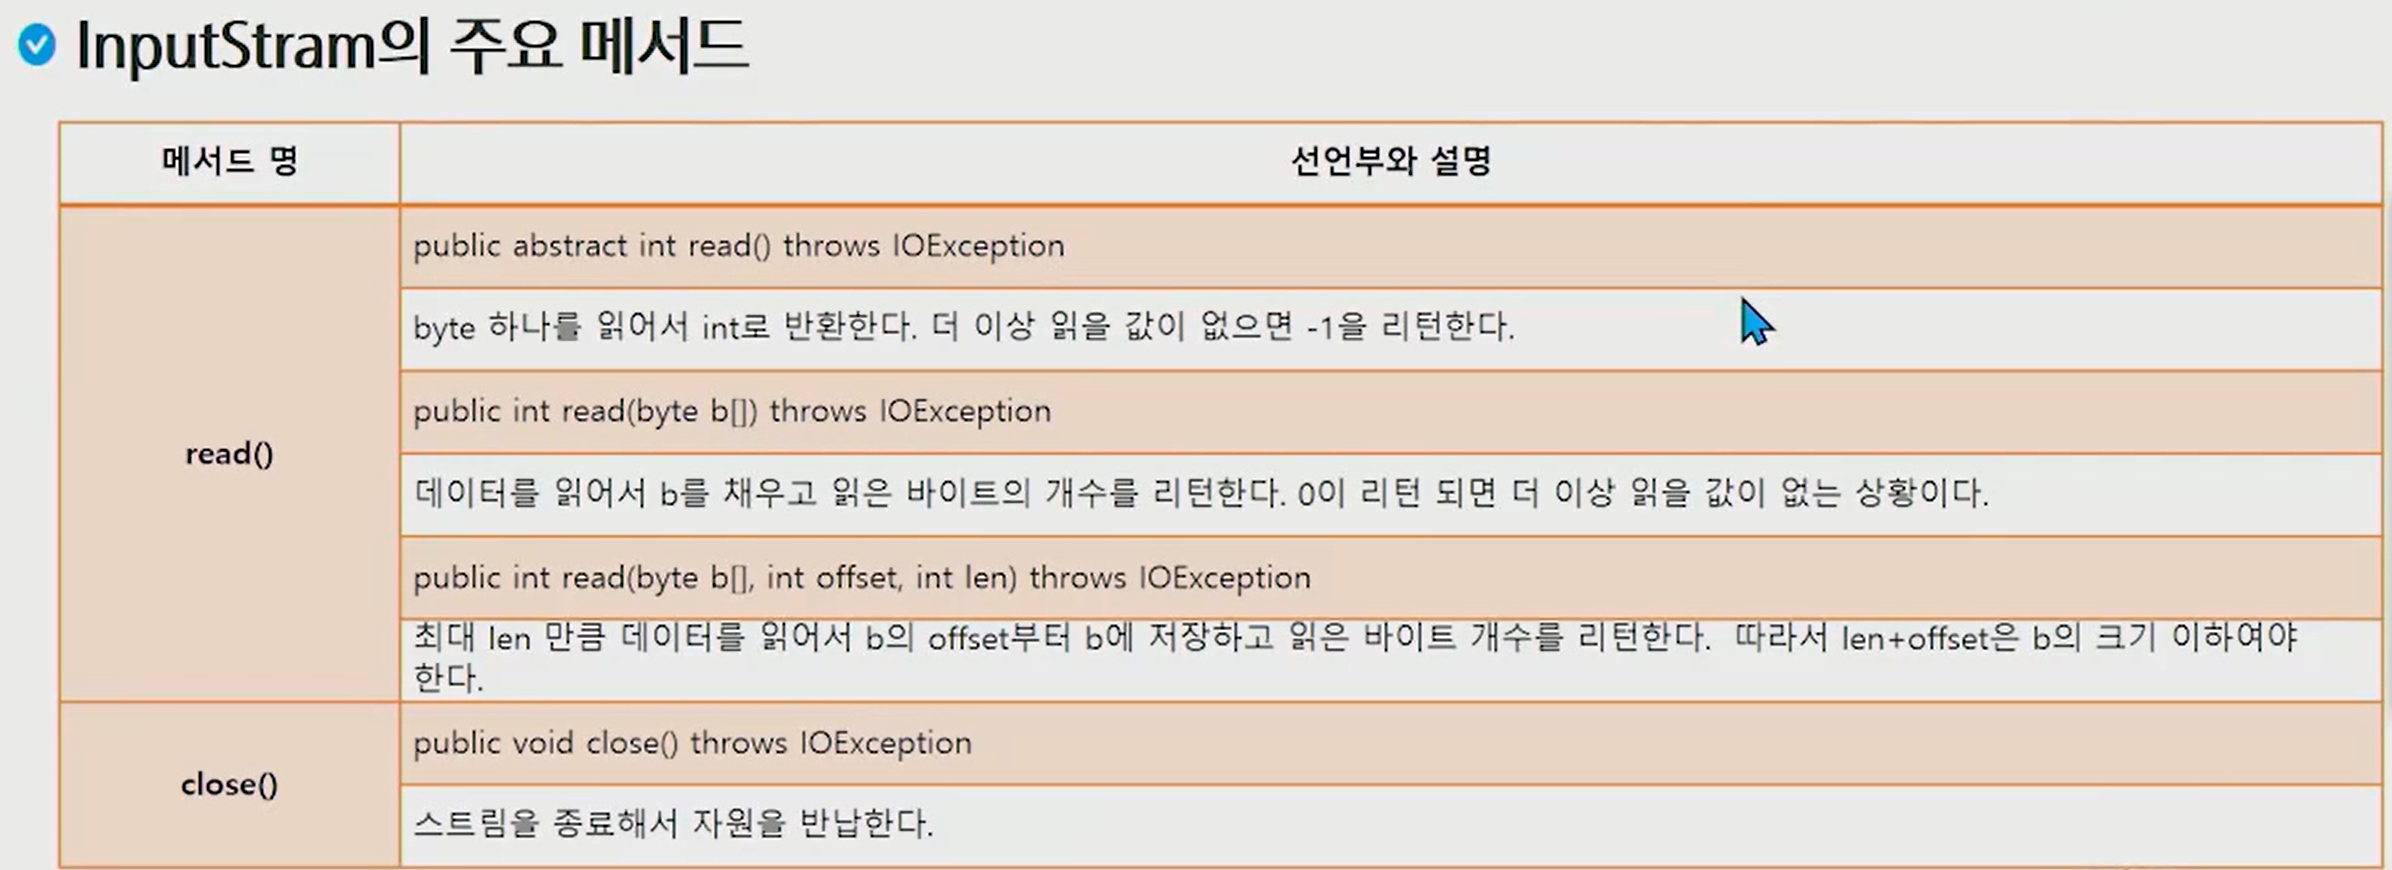 InputStram의 주요 메서드
메서드 명
선언부와 설명
read()
public abstract int read() throws IOException
byte 하나를 읽어서 int로 반환한다. 더 이상 읽을 값이 없으면 -1을 리턴한다.
public int read(byte b[]) throws IOException
데이터를 읽어서 b를 채우고 읽은 바이트의 개수를 리턴한다. 0이 리턴 되면 더 이상 읽을 값이 없는 상황이다.
public int read(byte b[], int offset, int len) throws IOException
최대 len 만큼 데이터를 읽어서 b의 offset부터 b에 저장하고 읽은 바이트 개수를 리턴한다. 따라서 len+offset은 b의 크기 이하여야
한다.
close()
public void close() throws IOException
스트림을 종료해서 자원을 반납한다.